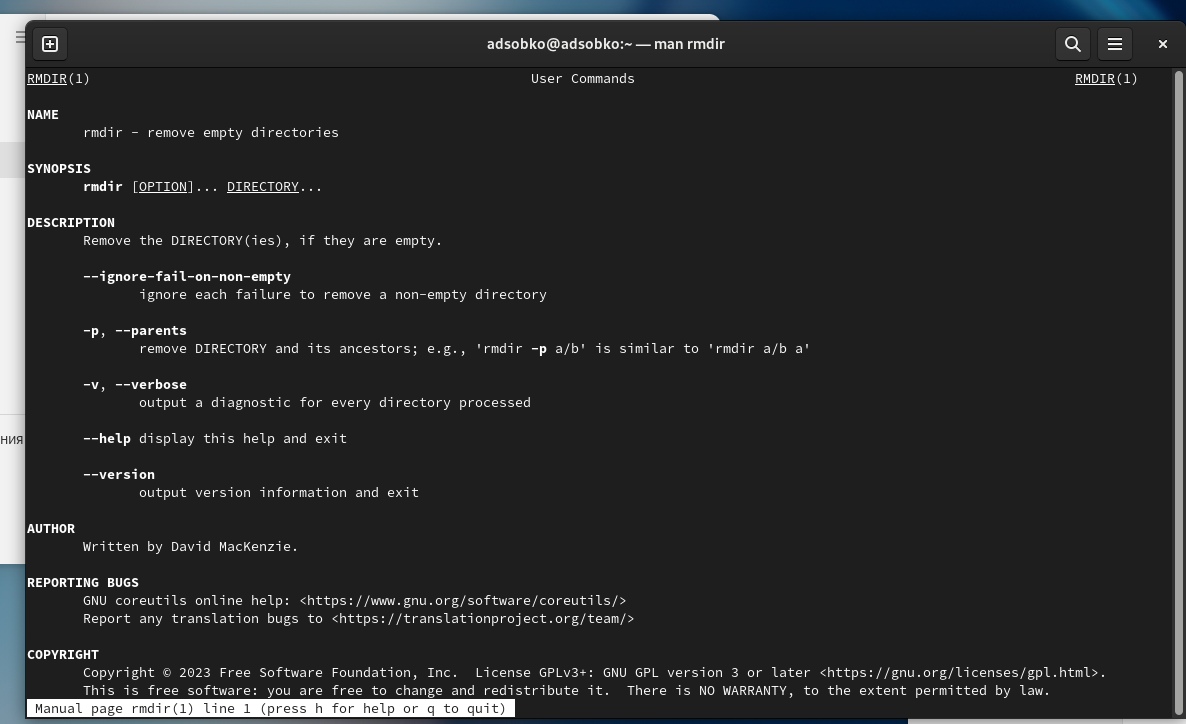 adsobko@adsobko:~ — man rmdir
RMDIR(1) User Commands RMDIR(1)
NAME
rmdir - remove empty directories
SYNOPSIS
rmdir [OPTION]... DIRECTORY...
DESCRIPTION
Remove the DIRECTORY(ies), if they are empty.
--ignore-fail-on-non-empty
ignore each failure to remove a non-empty directory
-p, --parents
remove DIRECTORY and its ancestors; e.g., 'rmdir -p a/b' is similar to 'rmdir a/b a'
-v, --verbose
output a diagnostic for every directory processed
ния
--help display this help and exit
--version
output version information and exit
AUTHOR
Written by David MacKenzie.
REPORTING BUGS
GNU coreutils online help: <https://www.gnu.org/software/coreutils/>
Report any translation bugs to <https://translationproject.org/team/>
COPYRIGHT
Copyright © 2023 Free Software Foundation, Inc.  License GPLv3+: GNU GPL version 3 or later <https://gnu.org/licenses/gpl.html>.
This is free software: you are free to change and redistribute it.  There is NO WARRANTY, to the extent permitted by law.
Manual page rmdir(1) line 1 (press h for help or q to quit)